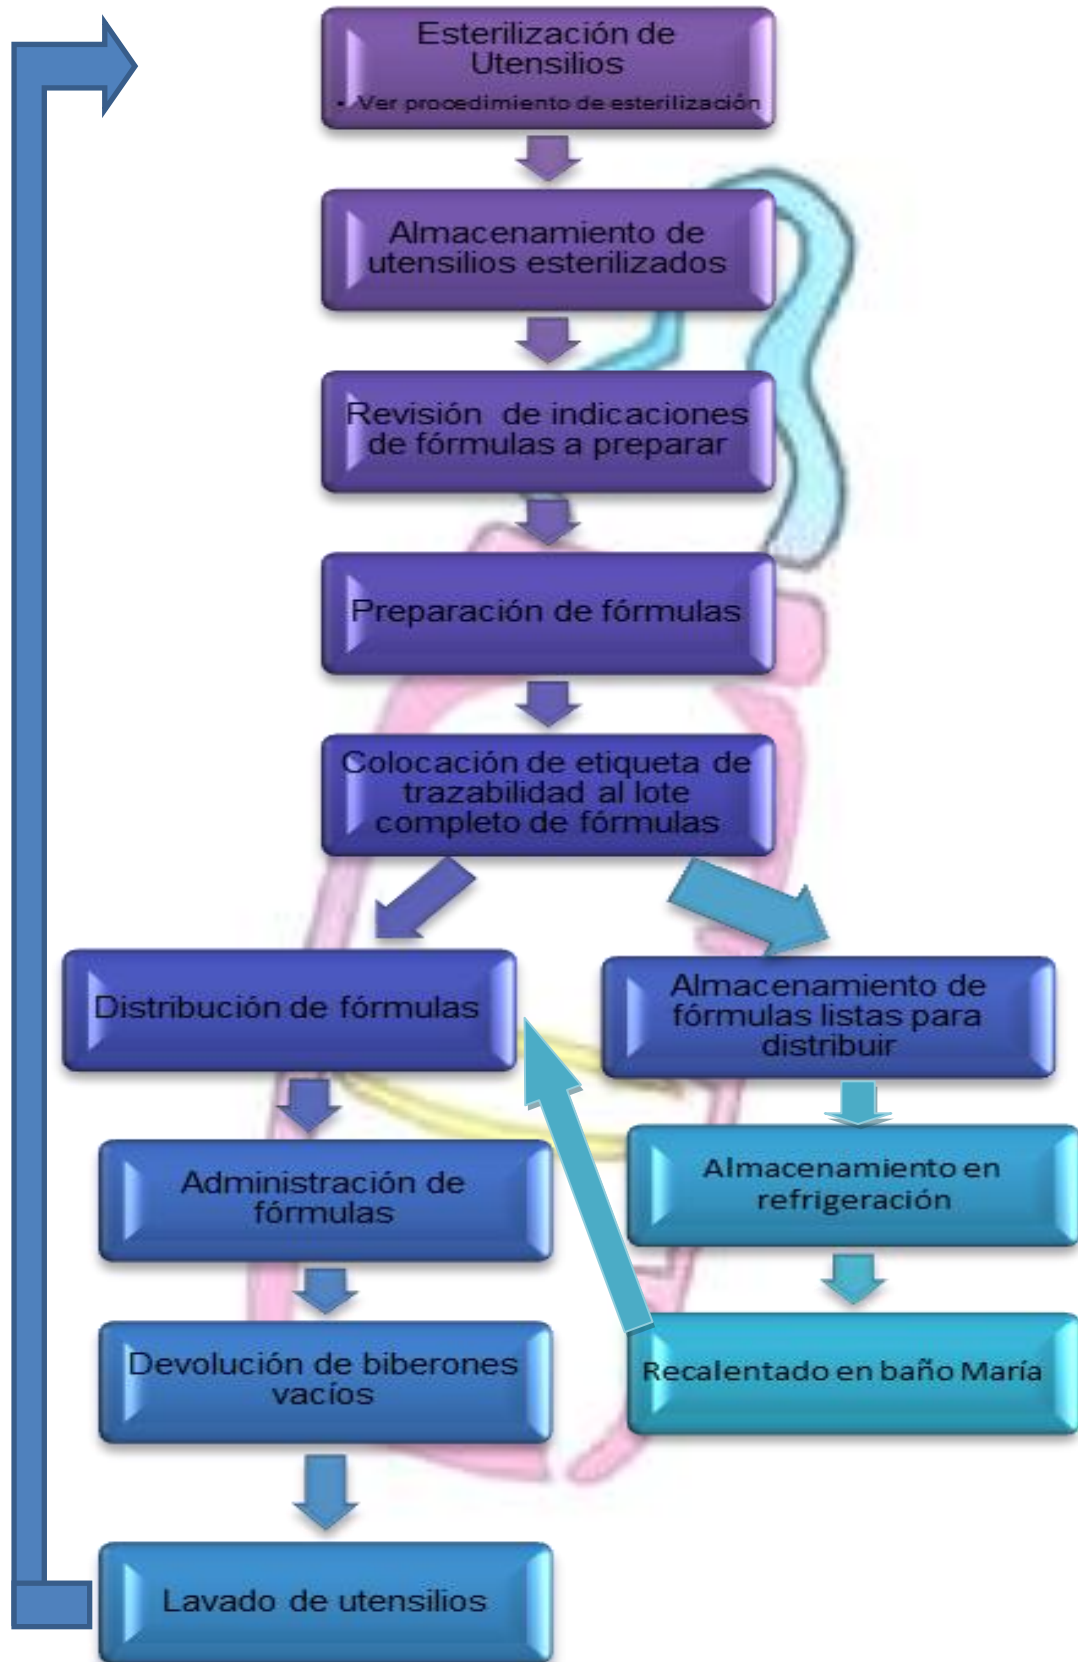 Esterilización de
Utensilios
• Ver procedimiento de esterilización
Almacenamiento de
utensilios esterilizados
Revisión de indicaciones
de fórmulas a preparar
Preparación de fórmulas
Colocación de etiqueta de
trazabilidad al lote
completo de fórmulas
Distribución de fórmulas
Almacenamiento de
fórmulas listas para
distribuir
Administración de
fórmulas
Almacenamiento en
refrigeración
Devolución de biberones
vacíos
Recalentado en baño María
Lavado de utensilios